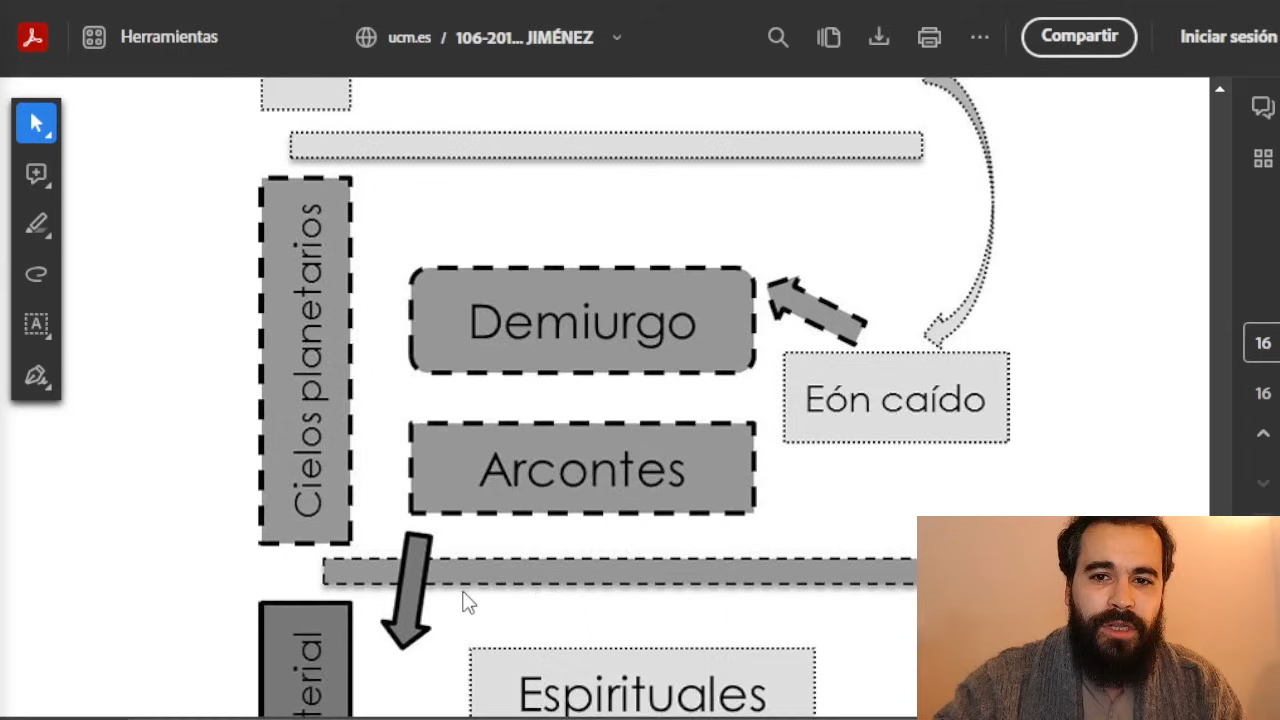 Herramientas
ucm.es / 106-201... JIMÉNEZ
Compartir
Iniciar sesión
A
Cielos planetarios
Demiurgo
Eón caído
Arcontes
16
16
terial
Espirituales